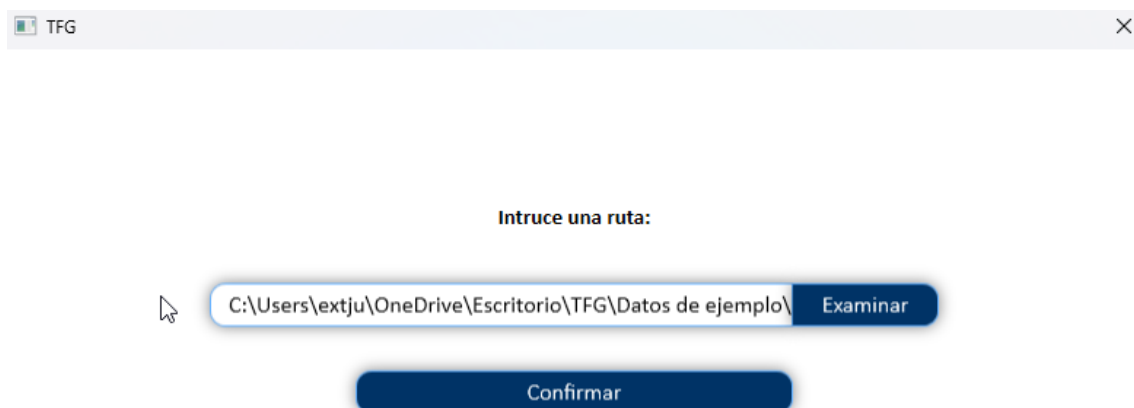 TFG
Intruce una ruta:
C:\Users\extju\OneDrive\Escritorio\TFG\Datos de ejemplo\
Examinar
Confirmar